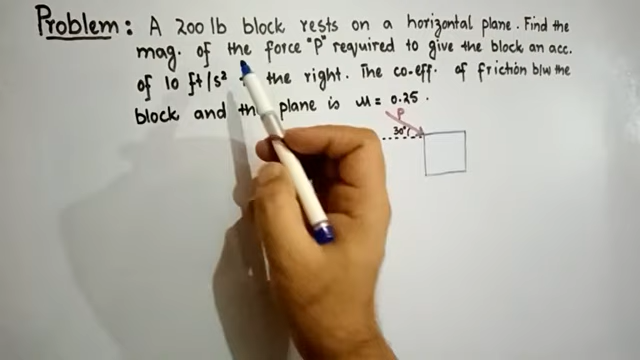 Problem: A 200 lb block rests on a horizontal plane. Find the
mag. of the force "P" required to give the block an acc.
of 10 ft/s² the right. The co-eff. of friction b/w the
block and the plane is μ = 0.25.
P
30°